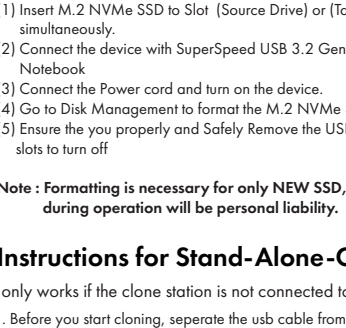 1) Insert M.2 NVMe SSD to Slot (Source Drive) or
simultaneously.
2) Connect the device with SuperSpeed USB 3.2 Gen
Notebook
3) Connect the Power cord and turn on the device.
4) Go to Disk Management to format the M.2 NVMe
5) Ensure the you properly and Safely Remove the
slots to turn off
Note : Formatting is necessary for only NEW SSD,
during operation will be personal liability.
Instructions for Stand-Alone-
only works if the clone station is not connected
. Before you start cloning, seperate the usb cable from